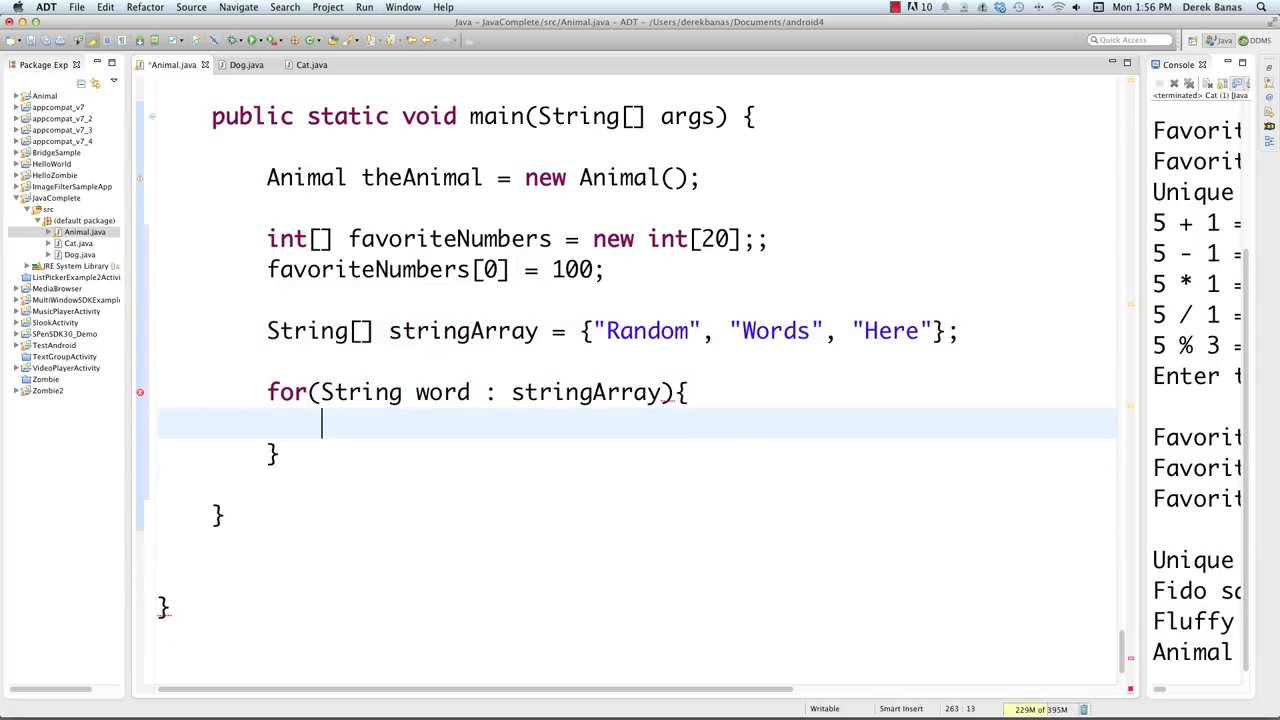 ADT File Edit Refactor Source Navigate Search Project Run Window Help 10 Mon 1:56 PM Derek Banas
Java – JavaComplete/src/Animal.java – ADT – /Users/derekbanas/Documents/android4
Quick Access Java DDMS
Package Exp
*Animal.java Dog.java Cat.java
Console
<terminated> Cat (1) [Java
Animal
appcompat_v7
appcompat_v7_2
appcompat_v7_3
appcompat_v7_4
BridgeSample
HelloWorld
HelloZombie
ImageFilterSampleApp
JavaComplete
src
(default package)
Animal.java
Cat.java
Dog.java
JRE System Library [Ja
ListPickerExample2Activi
MediaBrowser
MultiWindowSDKExample
MusicPlayerActivity
SlookActivity
SPenSDK30_Demo
TestAndroid
TextGroupActivity
VideoPlayerActivity
Zombie
Zombie2
public static void main(String[] args) {
Animal theAnimal = new Animal();
int[] favoriteNumbers = new int[20];;
favoriteNumbers[0] = 100;
String[] stringArray = {"Random", "Words", "Here"};
for(String word : stringArray){
}
}
}
Favorit
Favorit
Unique
5 + 1 =
5 - 1 =
5 * 1 =
5 / 1 =
5 % 3 =
Enter t
Favorit
Favorit
Favorit
Unique
Fido sa
Fluffy
Animal
Writable Smart Insert 263 : 13 229M of 395M